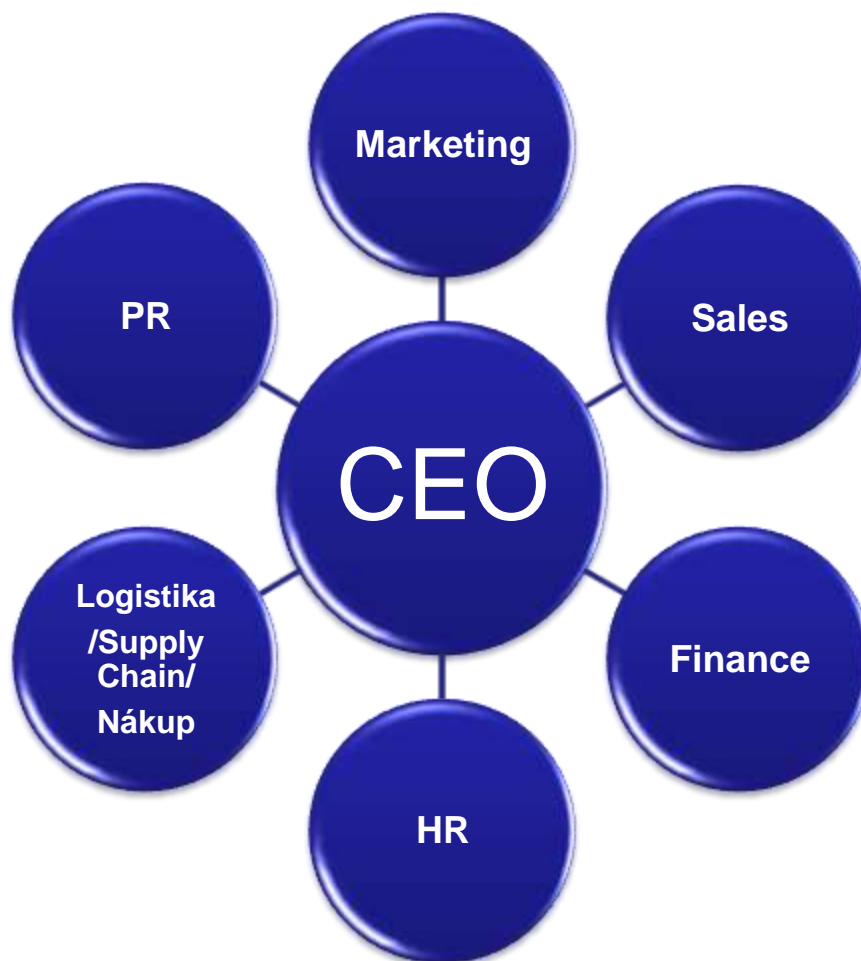 Marketing
PR
Sales
CEO
Logistika
/Supply
Chain/
Nákup
Finance
HR